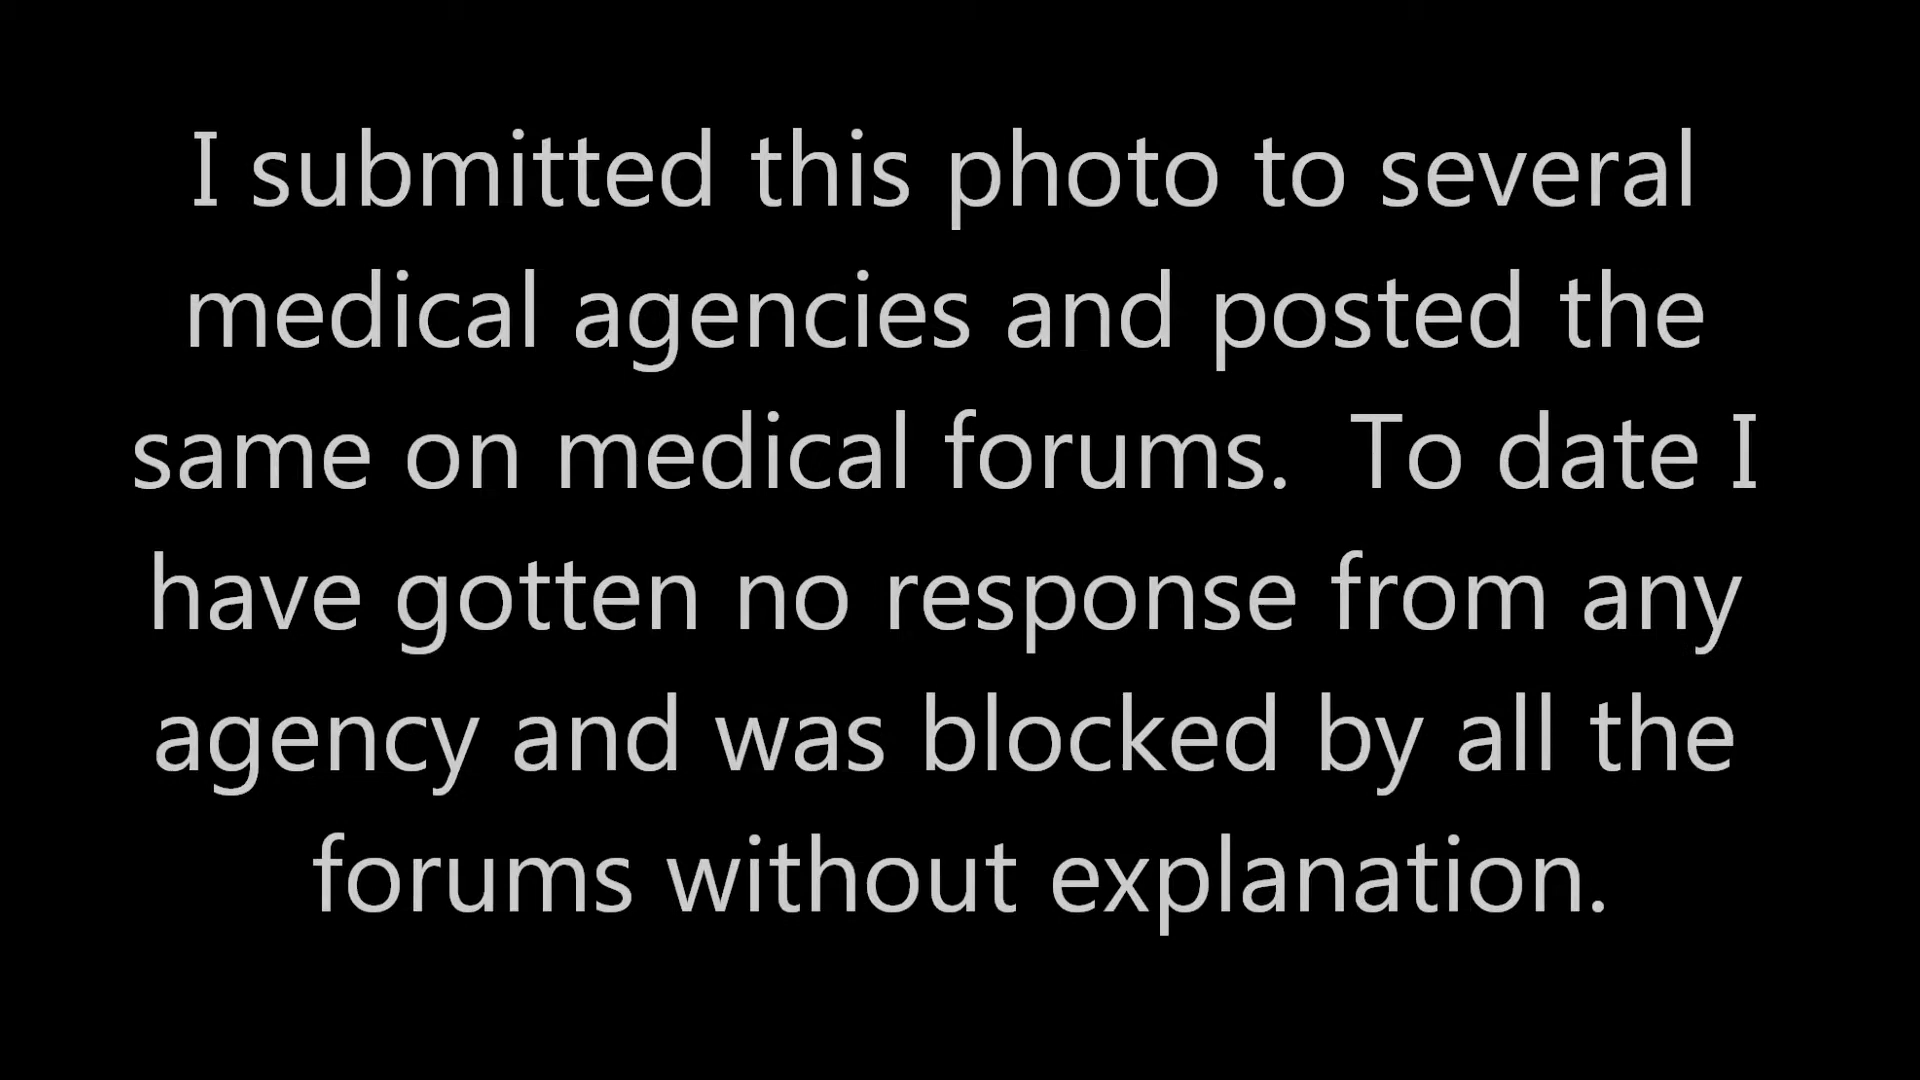 I submitted this photo to several
medical agencies and posted the
same on medical forums.  To date I
have gotten no response from any
agency and was blocked by all the
forums without explanation.